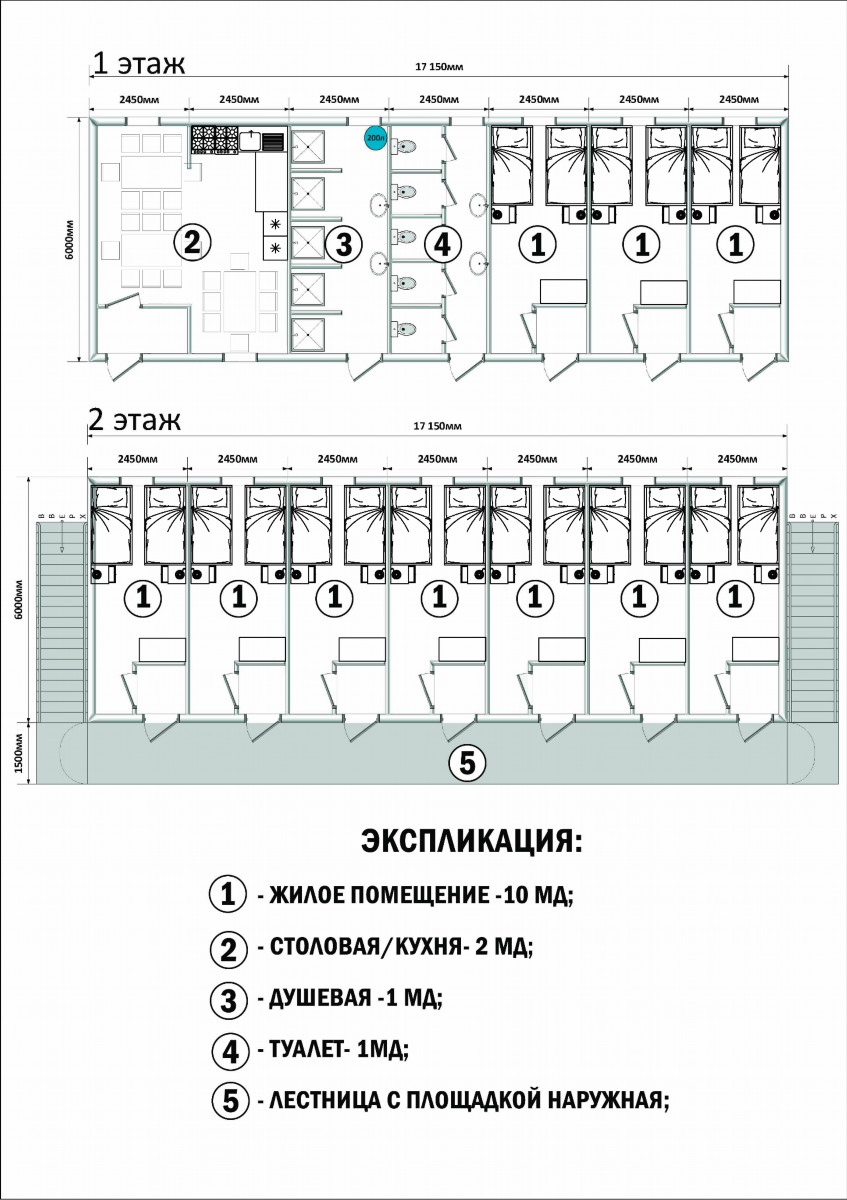 1 этаж
17 150мм
2450мм 2450мм 2450мм 2450мм 2450мм 2450мм 2450мм
200л
6000мм
2
3
4
1
1
1
2 этаж
17 150мм
2450мм 2450мм 2450мм 2450мм 2450мм 2450мм 2450мм
ВВЕРХ
ВВЕРХ
6000мм
1
1
1
1
1
1
1
1500мм
5
ЭКСПЛИКАЦИЯ:
1 - ЖИЛОЕ ПОМЕЩЕНИЕ -10 МД;
2 - СТОЛОВАЯ/КУХНЯ- 2 МД;
3 - ДУШЕВАЯ -1 МД;
4 - ТУАЛЕТ- 1МД;
5 - ЛЕСТНИЦА С ПЛОЩАДКОЙ НАРУЖНАЯ;